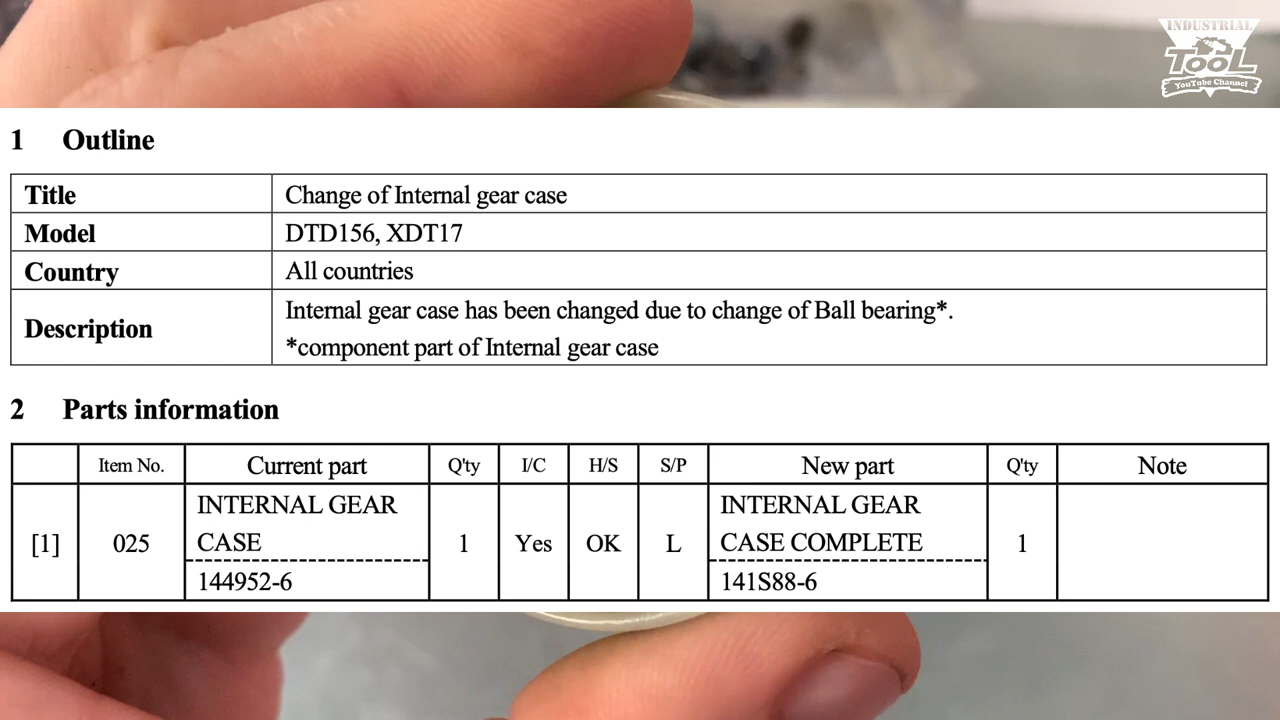 INDUSTRIAL
TOOL
YouTube Channel
1 Outline
Title Change of Internal gear case
Model DTD156, XDT17
Country All countries
Description Internal gear case has been changed due to change of Ball bearing*.
*component part of Internal gear case
2 Parts information
Item No. Current part Q'ty I/C H/S S/P New part Q'ty Note
[1] 025 INTERNAL GEAR CASE 1 Yes OK L INTERNAL GEAR CASE COMPLETE 1
144952-6 141S88-6